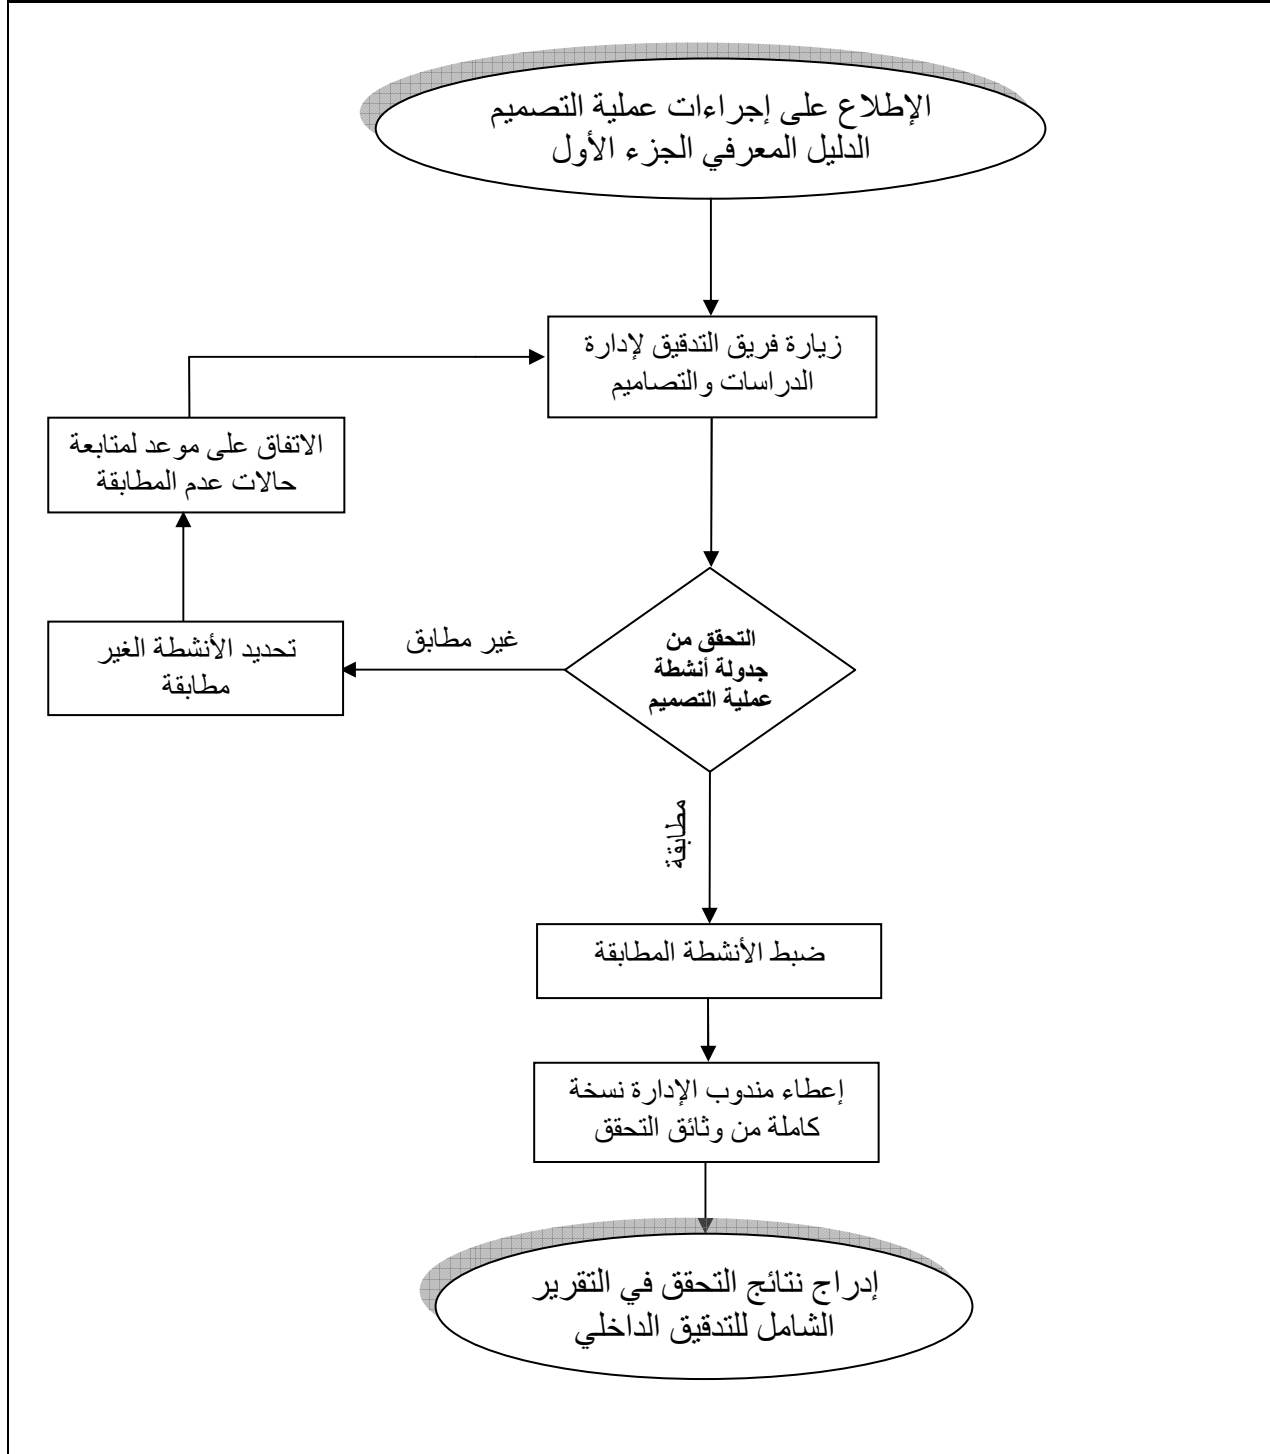 الإطلاع على إجراءات عملية التصميم
الدليل المعرفي الجزء الأول
زيارة فريق التدقيق لإدارة
الدراسات والتصاميم
الاتفاق على موعد لمتابعة
حالات عدم المطابقة
التحقق من
جدولة أنشطة
عملية التصميم
غير مطابق
تحديد الأنشطة الغير
مطابقة
مطابقة
ضبط الأنشطة المطابقة
إعطاء مندوب الإدارة نسخة
كاملة من وثائق التحقق
إدراج نتائج التحقق في التقرير
الشامل للتدقيق الداخلي